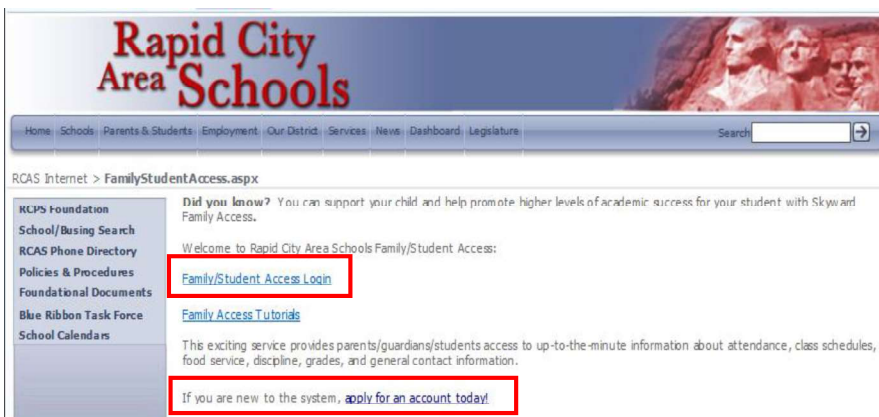 Rapid City
Area Schools
Home Schools Parents & Students Employment Our District Services News Dashboard Legislature Search
RCAS Internet > FamilyStudentAccess.aspx
RCPS Foundation
School/Busing Search
RCAS Phone Directory
Policies & Procedures
Foundational Documents
Blue Ribbon Task Force
School Calendars
Did you know? You can support your child and help promote higher levels of academic success for your student with Skyward
Family Access.
Welcome to Rapid City Area Schools Family/Student Access:
Family/Student Access Login
Family Access Tutorials
This exciting service provides parents/guardians/students access to up-to-the-minute information about attendance, class schedules,
food service, discipline, grades, and general contact information.
If you are new to the system, apply for an account today!